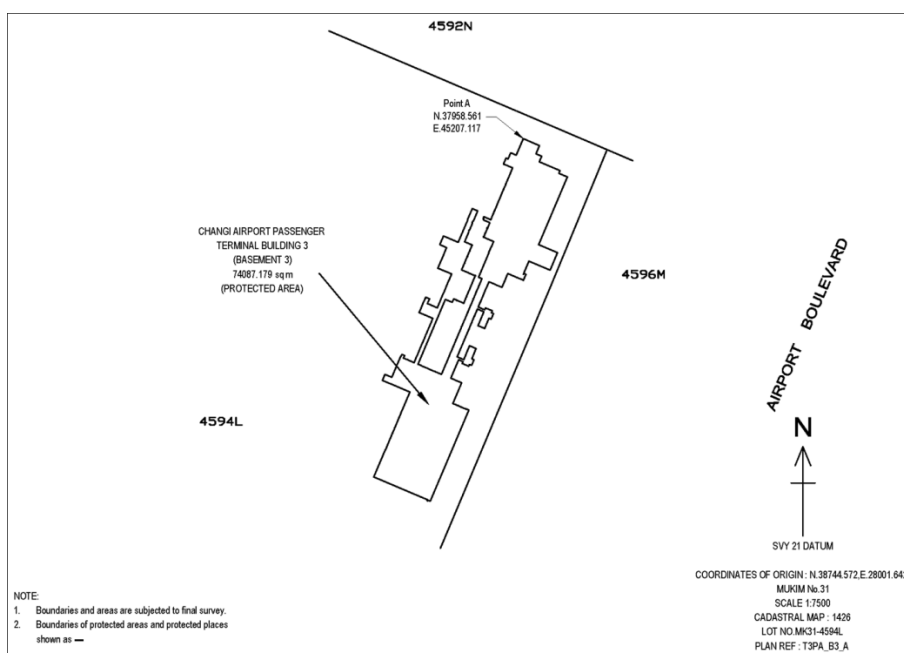 4592N
Point A
N.37958.561
E.45207.117
CHANGI AIRPORT PASSENGER
TERMINAL BUILDING 3
(BASEMENT 3)
74087.179 sq m
(PROTECTED AREA)
4596M
AIRPORT BOULEVARD
4594L
N
SVY 21 DATUM
COORDINATES OF ORIGIN : N.38744.572,E.28001.642
MUKIM No.31
SCALE 1:7500
CADASTRAL MAP : 1426
LOT NO.MK31-4594L
PLAN REF : T3PA_B3_A
NOTE:
1. Boundaries and areas are subjected to final survey.
2. Boundaries of protected areas and protected places
shown as —